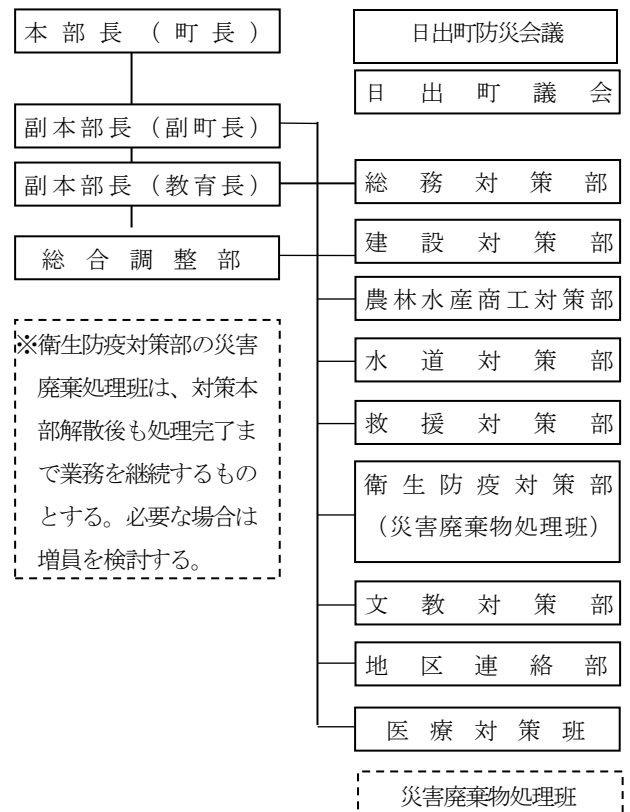 本部長（町長）
副本部長（副町長）
副本部長（教育長）
総合調整部
※衛生防疫対策部の災害
廃棄処理班は、対策本
部解散後も処理完了ま
で業務を継続するもの
とする。必要な場合は
増員を検討する。
日出町防災会議
日出町議会
総務対策部
建設対策部
農林水産商工対策部
水道対策部
救援対策部
衛生防疫対策部
（災害廃棄物処理班）
文教対策部
地区連絡部
医療対策班
災害廃棄物処理班